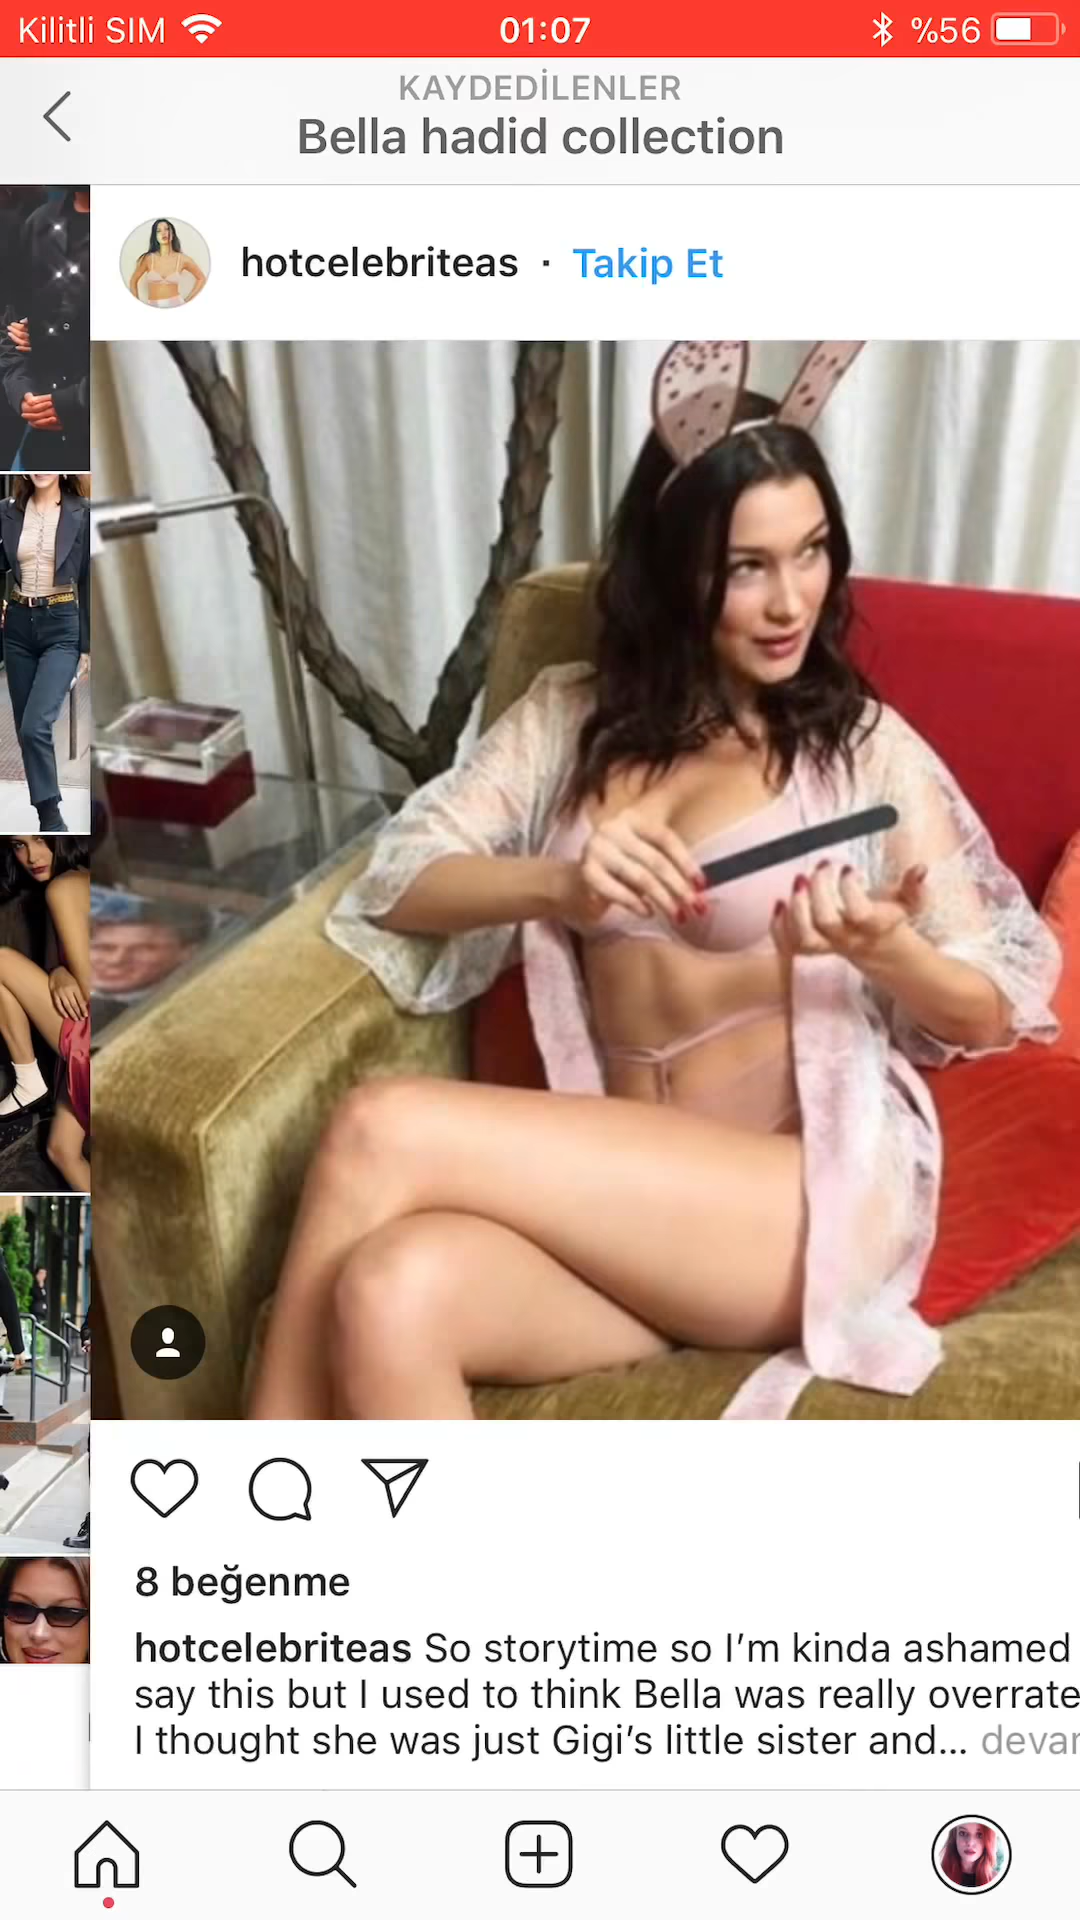 Kilitli SIM 01:07 %56
KAYDEDİLENLER
Bella hadid collection
hotcelebriteas · Takip Et
8 beğenme
hotcelebriteas So storytime so I’m kinda ashamed
say this but I used to think Bella was really overrate
I thought she was just Gigi’s little sister and... devam